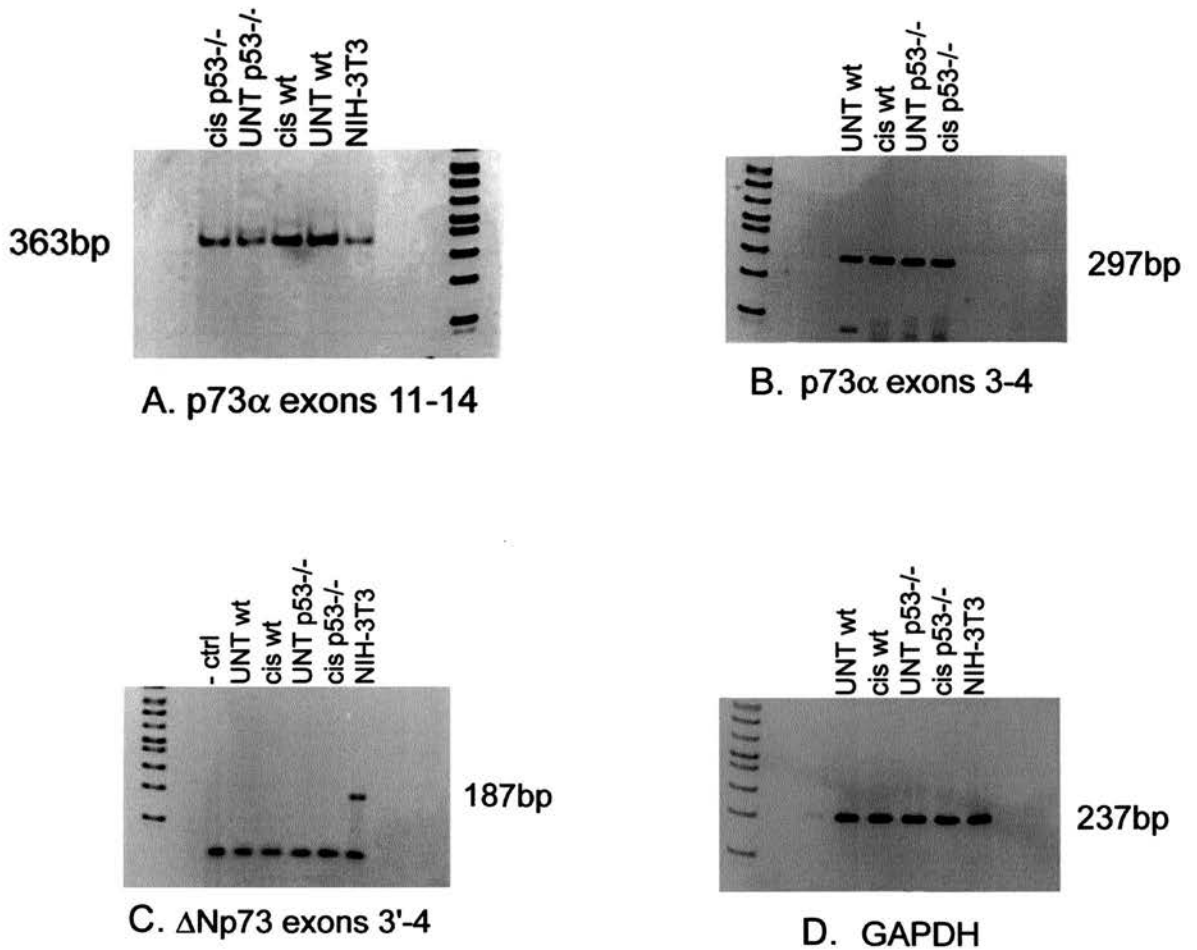 cis p53-/-
UNT p53-/-
cis wt
UNT wt
NIH-3T3
363bp
A. p73α exons 11-14
UNT wt
cis wt
UNT p53-/-
cis p53-/-
297bp
B. p73α exons 3-4
- ctrl
UNT wt
cis wt
UNT p53-/-
cis p53-/-
NIH-3T3
187bp
C. ΔNp73 exons 3'-4
UNT wt
cis wt
UNT p53-/-
cis p53-/-
NIH-3T3
237bp
D. GAPDH